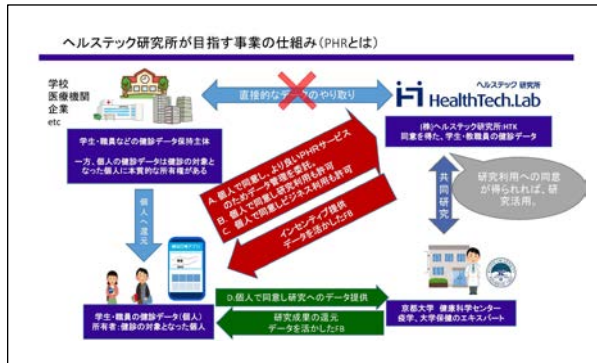 ヘルステック研究所が目指す事業の仕組み(PHRとは)
学校
医療機関
企業
etc
直接的なデータのやり取り
ヘルステック 研究所
HealthTech.Lab
学生・職員などの健診データ保持主体
一方、個人の健診データは健診の対象と
なった個人に本質的な所有権がある
(株)ヘルステック研究所:HTK
同意を得た、学生・教職員の健診データ
A. 個人で同意し、より良いPHRサービス
のためデータ管理を委託。
B. 個人で同意し研究利用も許可
C. 個人で同意しビジネス利用も許可
インセンティブ提供
データを活かしたFB
個人へ還元
共同研究
研究利用への同意
が得られれば、研
究活用。
学生・職員の健診データ(個人)
所有者:健診の対象となった個人
D:個人で同意し研究へのデータ提供
研究成果の還元
データを活かしたFB
京都大学 健康科学センター
疫学、大学保健のエキスパート